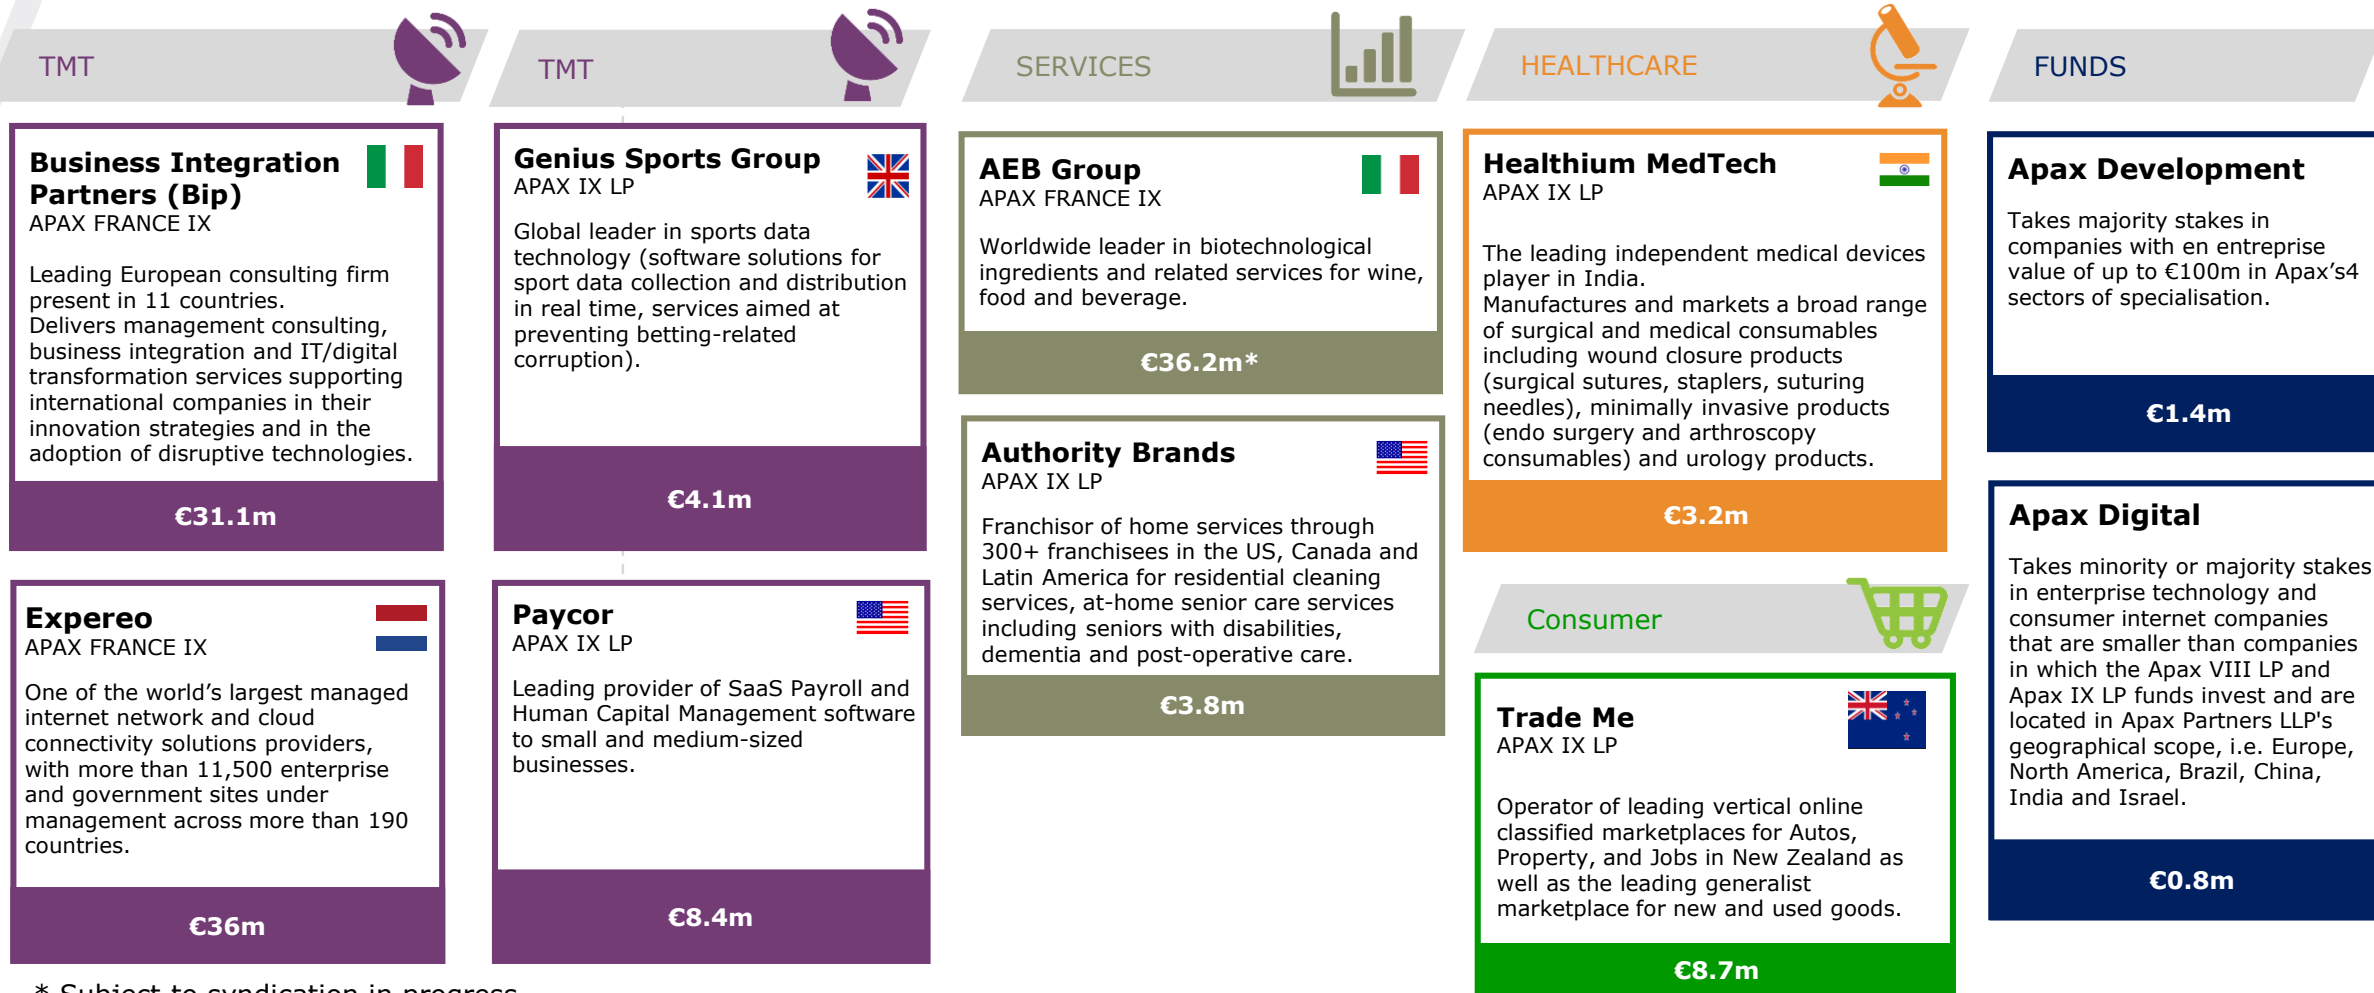 TMT
Business Integration
Partners (Bip)
APAX FRANCE IX
Leading European consulting firm
present in 11 countries.
Delivers management consulting,
business integration and IT/digital
transformation services supporting
international companies in their
innovation strategies and in the
adoption of disruptive technologies.
€31.1m
Expereo
APAX FRANCE IX
One of the world’s largest managed
internet network and cloud
connectivity solutions providers,
with more than 11,500 enterprise
and government sites under
management across more than 190
countries.
€36m
TMT
Genius Sports Group
APAX IX LP
Global leader in sports data
technology (software solutions for
sport data collection and distribution
in real time, services aimed at
preventing betting-related
corruption).
€4.1m
Paycor
APAX IX LP
Leading provider of SaaS Payroll and
Human Capital Management software
to small and medium-sized
businesses.
€8.4m
SERVICES
AEB Group
APAX FRANCE IX
Worldwide leader in biotechnological
ingredients and related services for wine,
food and beverage.
€36.2m*
Authority Brands
APAX IX LP
Franchisor of home services through
300+ franchisees in the US, Canada and
Latin America for residential cleaning
services, at-home senior care services
including seniors with disabilities,
dementia and post-operative care.
€3.8m
HEALTHCARE
Healthium MedTech
APAX IX LP
The leading independent medical devices
player in India.
Manufactures and markets a broad range
of surgical and medical consumables
including wound closure products
(surgical sutures, staplers, suturing
needles), minimally invasive products
(endo surgery and arthroscopy
consumables) and urology products.
€3.2m
Consumer
Trade Me
APAX IX LP
Operator of leading vertical online
classified marketplaces for Autos,
Property, and Jobs in New Zealand as
well as the leading generalist
marketplace for new and used goods.
€8.7m
FUNDS
Apax Development
Takes majority stakes in
companies with en entreprise
value of up to €100m in Apax’s4
sectors of specialisation.
€1.4m
Apax Digital
Takes minority or majority stakes
in enterprise technology and
consumer internet companies
that are smaller than companies
in which the Apax VIII LP and
Apax IX LP funds invest and are
located in Apax Partners LLP's
geographical scope, i.e. Europe,
North America, Brazil, China,
India and Israel.
€0.8m
* Subject to syndication in progress